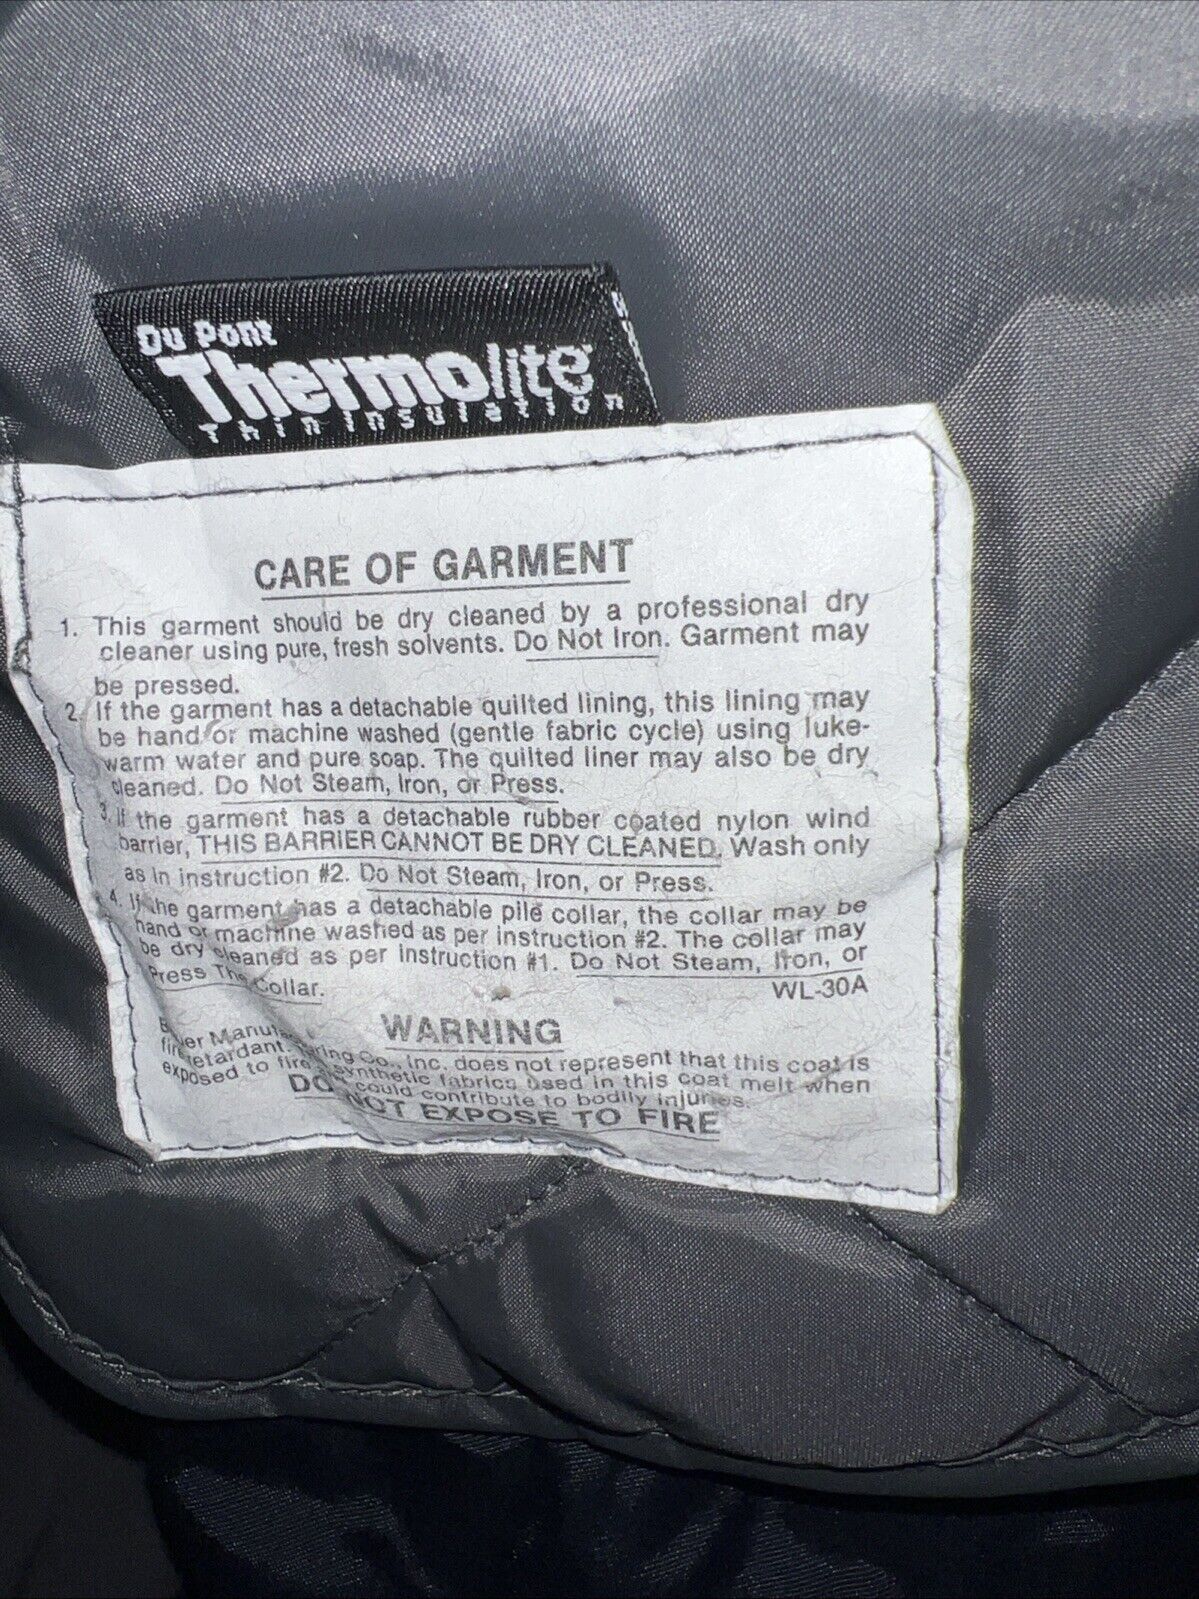 Du Pont
Thermolite
Thin Insulation
CARE OF GARMENT
1. This garment should be dry cleaned by a professional dry
cleaner using pure, fresh solvents. Do Not Iron. Garment may
be pressed.
2. If the garment has a detachable quilted lining, this lining may
be hand or machine washed (gentle fabric cycle) using luke-
warm water and pure soap. The quilted liner may also be dry
cleaned. Do Not Steam, Iron, or Press.
3. If the garment has a detachable rubber coated nylon wind
barrier, THIS BARRIER CANNOT BE DRY CLEANED. Wash only
as in instruction #2. Do Not Steam, Iron, or Press.
4. If the garment has a detachable pile collar, the collar may be
hand or machine washed as per instruction #2. The collar may
be dry cleaned as per instruction #1. Do Not Steam, Iron, or
Press The Collar.
WL-30A
WARNING
Manufacturing Co., Inc. does not represent that this coat is
fire retardant synthetic fabrics used in this coat melt when
exposed to fire could contribute to bodily injuries.
DO NOT EXPOSE TO FIRE